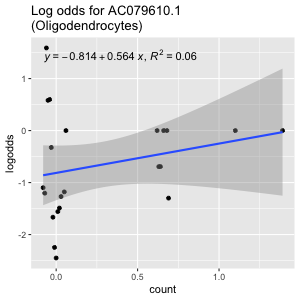 Log odds for AC079610.1
(Oligodendrocytes)
y = −0.814+0.564 x, R² = 0.06
1
0
-1
-2
logodds
0.0 0.5 1.0
count